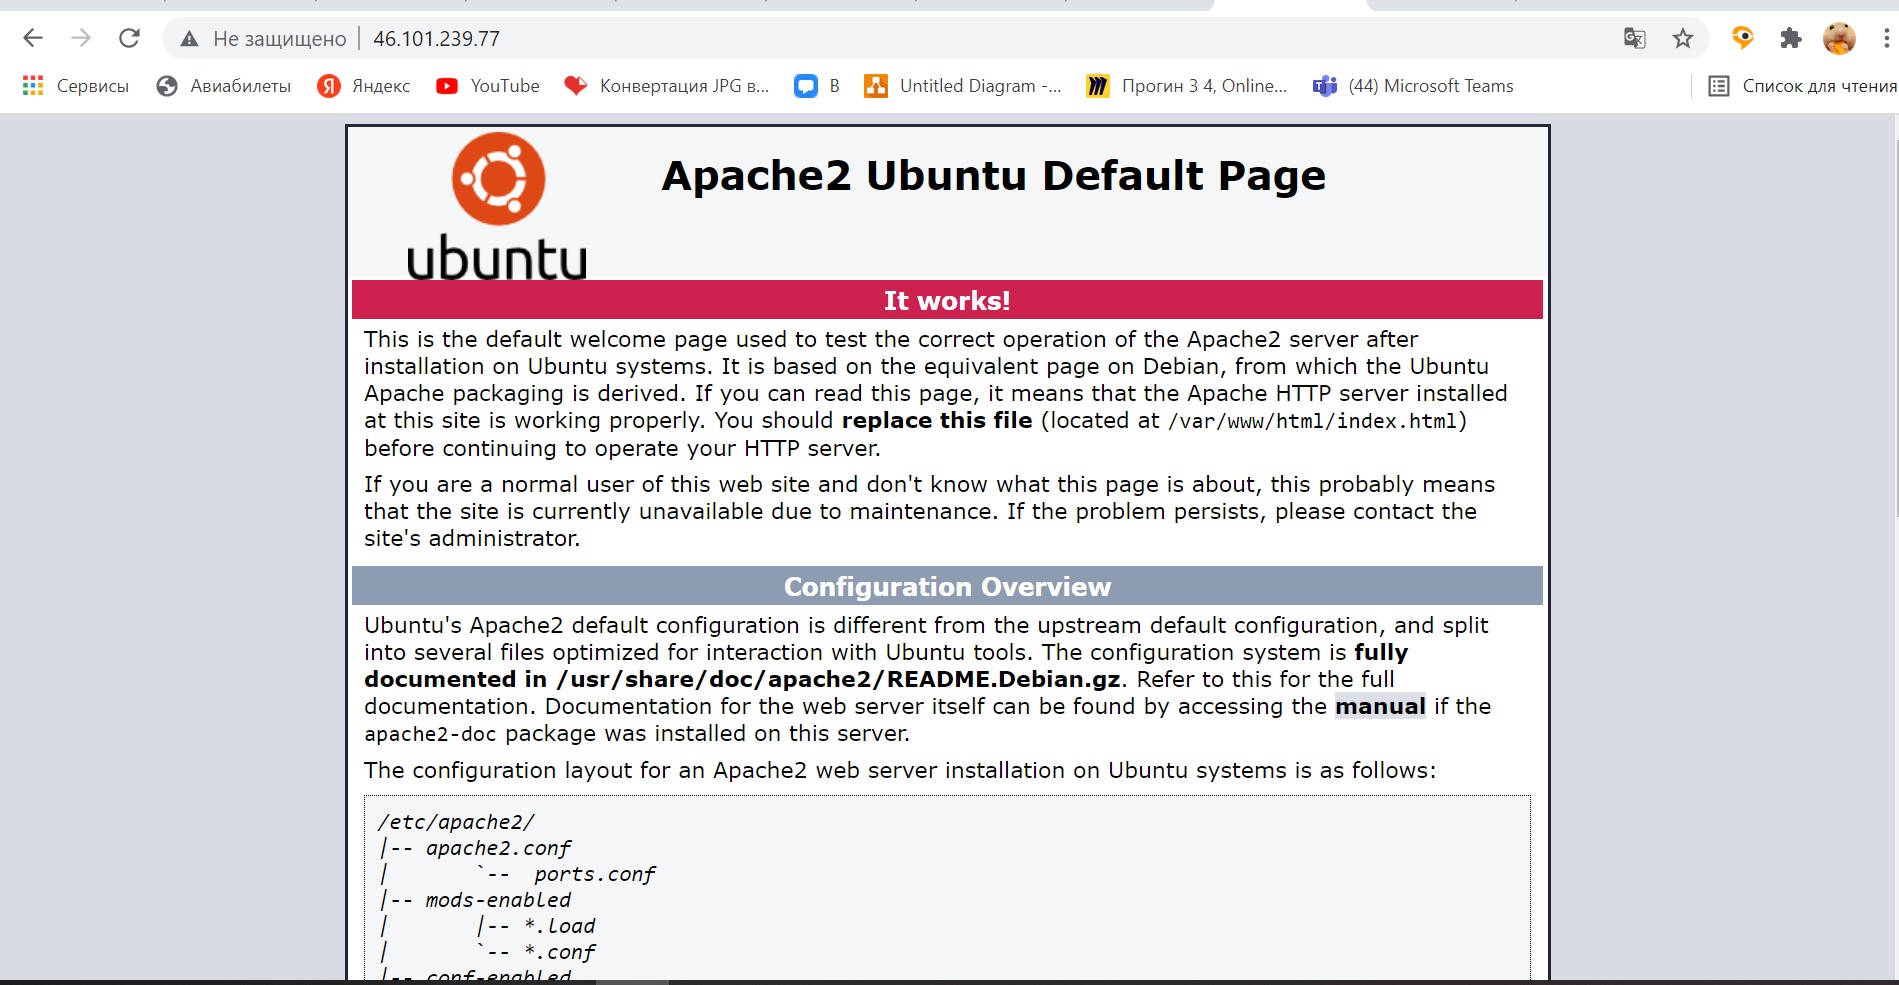 Не защищено 46.101.239.77
Сервисы Авиабилеты Яндекс YouTube Конвертация JPG в... В Untitled Diagram -... Прогин 3 4, Online... (44) Microsoft Teams Список для чтения
ubuntu
Apache2 Ubuntu Default Page
It works!
This is the default welcome page used to test the correct operation of the Apache2 server after
installation on Ubuntu systems. It is based on the equivalent page on Debian, from which the Ubuntu
Apache packaging is derived. If you can read this page, it means that the Apache HTTP server installed
at this site is working properly. You should replace this file (located at /var/www/html/index.html)
before continuing to operate your HTTP server.
If you are a normal user of this web site and don't know what this page is about, this probably means
that the site is currently unavailable due to maintenance. If the problem persists, please contact the
site's administrator.
Configuration Overview
Ubuntu's Apache2 default configuration is different from the upstream default configuration, and split
into several files optimized for interaction with Ubuntu tools. The configuration system is fully
documented in /usr/share/doc/apache2/README.Debian.gz. Refer to this for the full
documentation. Documentation for the web server itself can be found by accessing the manual if the
apache2-doc package was installed on this server.
The configuration layout for an Apache2 web server installation on Ubuntu systems is as follows:
/etc/apache2/
|-- apache2.conf
|       `--  ports.conf
|-- mods-enabled
|       |-- *.load
|       `-- *.conf
|-- conf-enabled